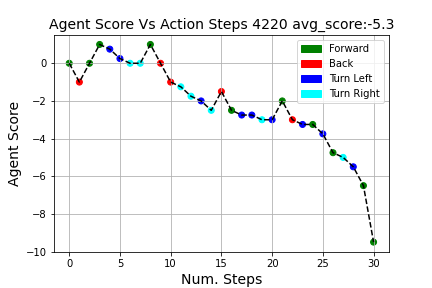 Agent Score Vs Action Steps 4220 avg_score:-5.3
Forward
Back
Turn Left
Turn Right
Agent Score
0
−2
−4
−6
−8
−10
0 5 10 15 20 25 30
Num. Steps